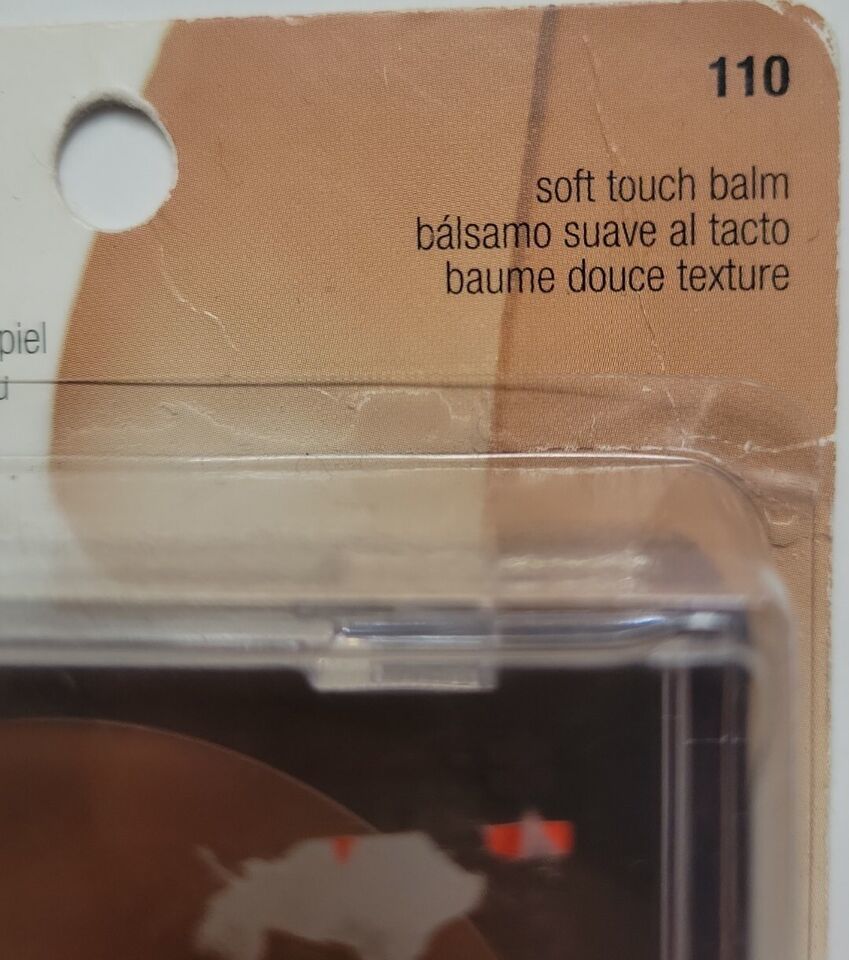 110
soft touch balm
bálsamo suave al tacto
baume douce texture
piel